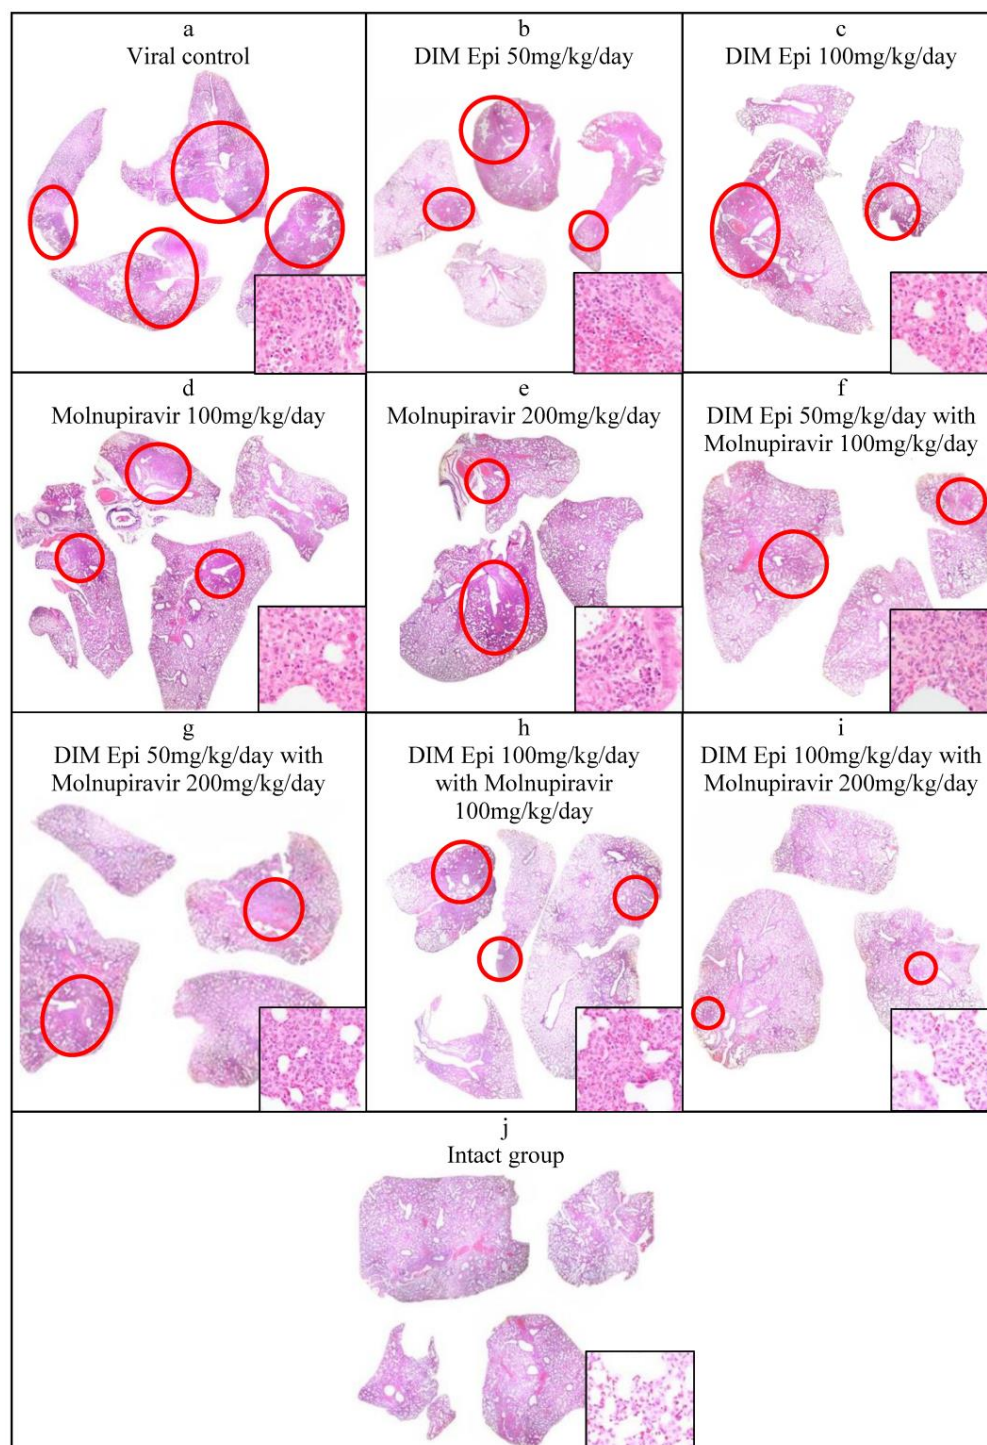 a
Viral control
b
DIM Epi 50mg/kg/day
c
DIM Epi 100mg/kg/day
d
Molnupiravir 100mg/kg/day
e
Molnupiravir 200mg/kg/day
f
DIM Epi 50mg/kg/day with
Molnupiravir 100mg/kg/day
g
DIM Epi 50mg/kg/day with
Molnupiravir 200mg/kg/day
h
DIM Epi 100mg/kg/day
with Molnupiravir
100mg/kg/day
i
DIM Epi 100mg/kg/day with
Molnupiravir 200mg/kg/day
j
Intact group